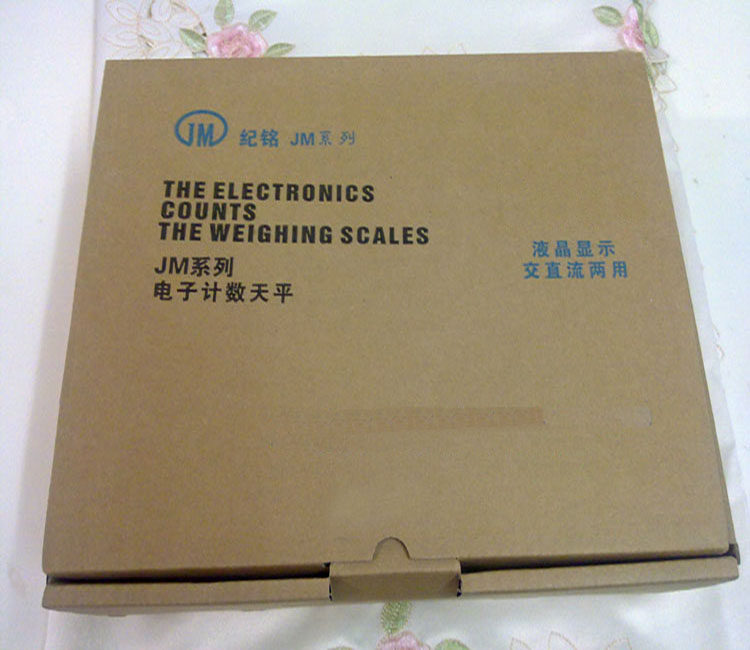 JM 纪铭 JM系列
THE ELECTRONICS
COUNTS
THE WEIGHING SCALES
JM系列
电子计数天平
液晶显示
交直流两用